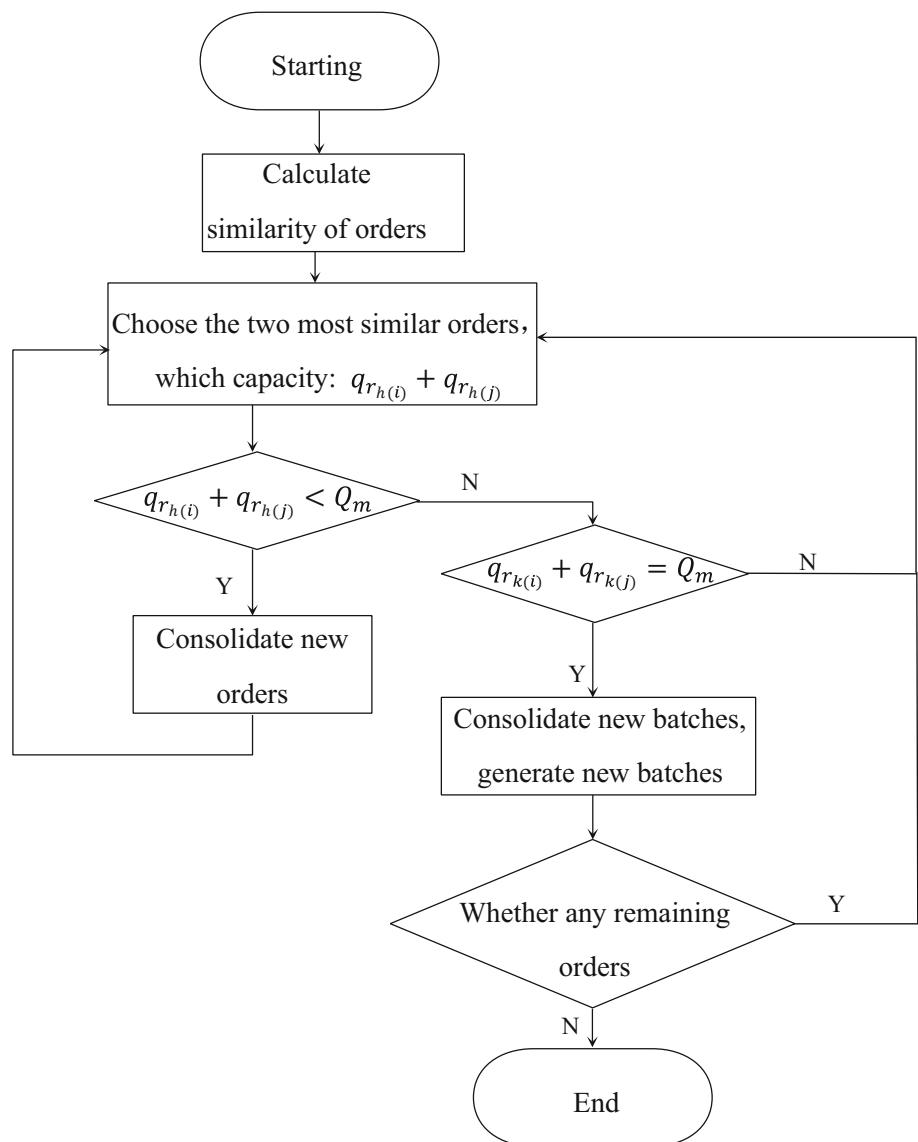 Starting
Calculate
similarity of orders
Choose the two most similar orders，
which capacity: $q_{r_{h(i)}} + q_{r_{h(j)}}$
$q_{r_{h(i)}} + q_{r_{h(j)}} < Q_m$
N
$q_{r_{k(i)}} + q_{r_{k(j)}} = Q_m$
N
Y
Consolidate new
orders
Y
Consolidate new batches,
generate new batches
Whether any remaining
orders
Y
N
End